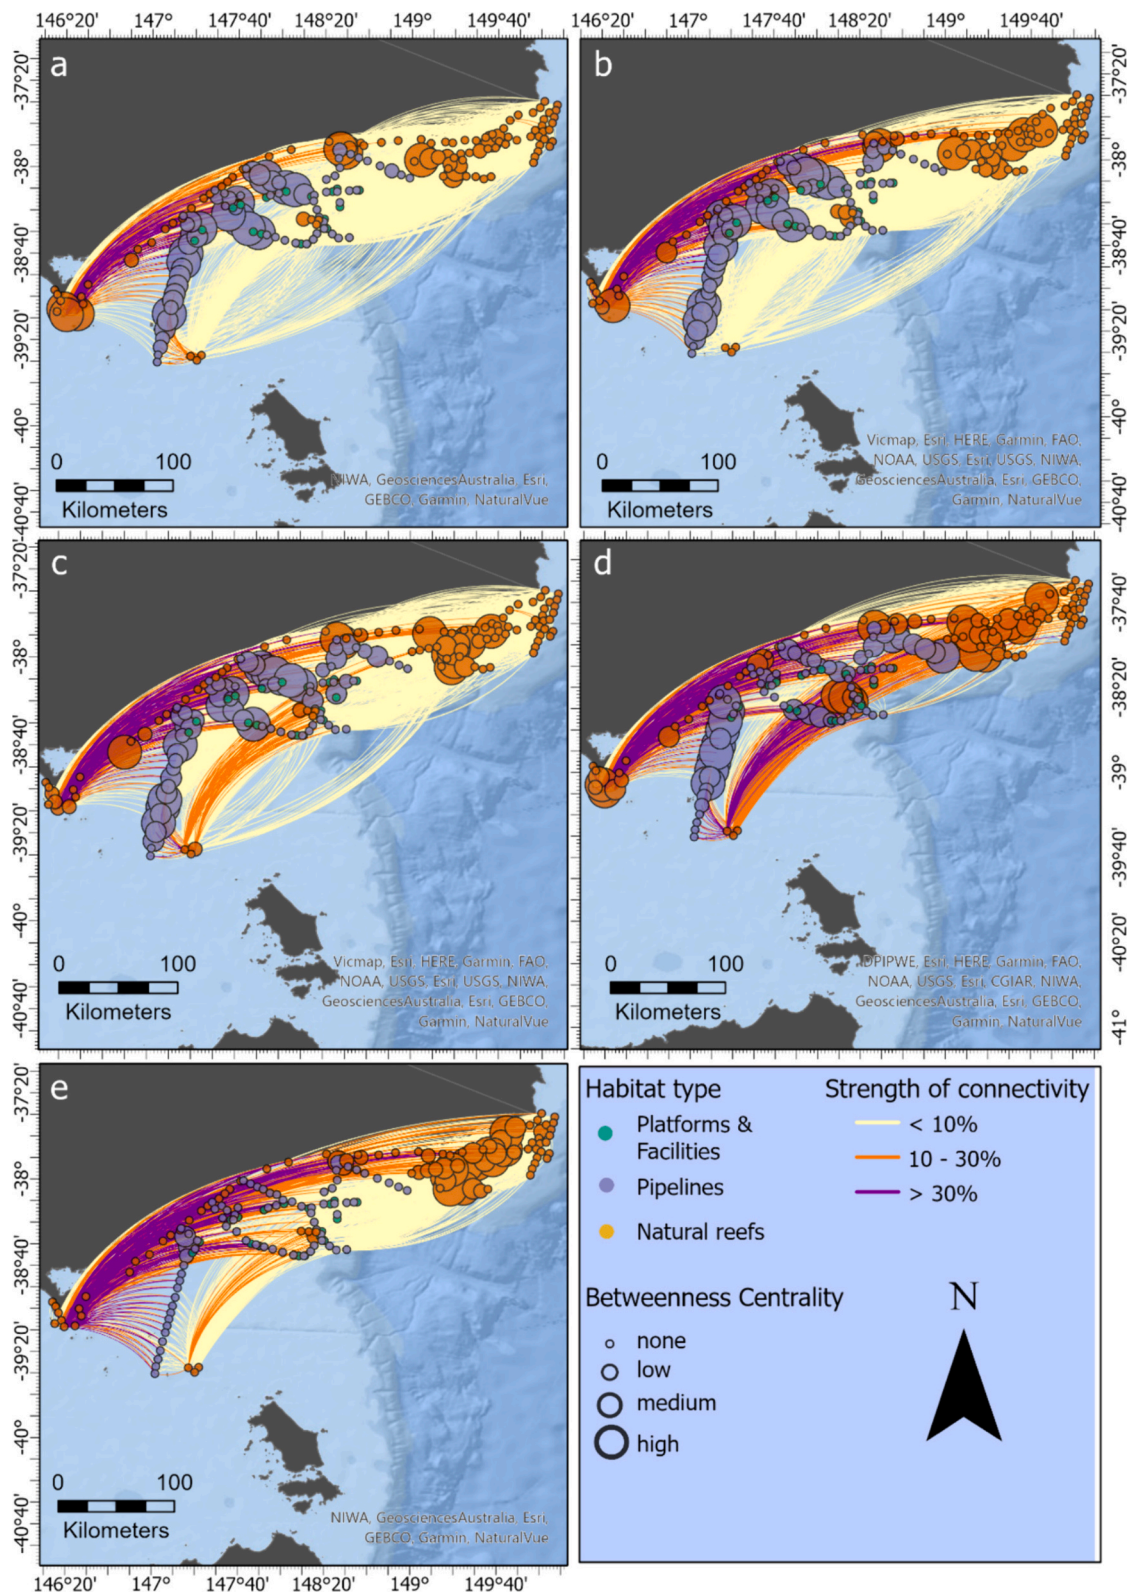 146°20' 147° 147°40' 148°20' 149° 149°40' 146°20' 147° 147°40' 148°20' 149° 149°40'
a
-37°20'
-38°
-38°40'
-39°20'
-40°
-40°40'
0 100
Kilometers
NIWA, GeosciencesAustralia, Esri,
GEBCO, Garmin, NaturalVue
b
-37°20'
-38°
-38°40'
-39°20'
-40°
-40°40'
0 100
Kilometers
Vicmap, Esri, HERE, Garmin, FAO,
NOAA, USGS, Esri, USGS, NIWA,
GeosciencesAustralia, Esri, GEBCO,
Garmin, NaturalVue
c
-37°20'
-38°
-38°40'
-39°20'
-40°
-40°40'
0 100
Kilometers
Vicmap, Esri, HERE, Garmin, FAO,
NOAA, USGS, Esri, USGS, NIWA,
GeosciencesAustralia, Esri, GEBCO,
Garmin, NaturalVue
d
-37°40'
-38°20'
-39°
-39°40'
-40°20'
-41°
0 100
Kilometers
DPIPWE, Esri, HERE, Garmin, FAO,
NOAA, USGS, Esri, CGIAR, NIWA,
GeosciencesAustralia, Esri, GEBCO,
Garmin, NaturalVue
e
-37°20'
-38°
-38°40'
-39°20'
-40°
-40°40'
0 100
Kilometers
NIWA, GeosciencesAustralia, Esri,
GEBCO, Garmin, NaturalVue
146°20' 147° 147°40' 148°20' 149° 149°40'
Habitat type
Platforms &
Facilities
Pipelines
Natural reefs
Strength of connectivity
< 10%
10 - 30%
> 30%
Betweenness Centrality
none
low
medium
high
N